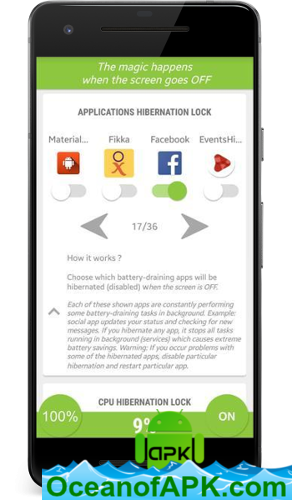 The magic happens
when the screen goes OFF
APPLICATIONS HIBERNATION LOCK
Material... Fikka Facebook EventsHi...
17/36
How it works ?
Choose which battery-draining apps will be
hibernated (disabled) when the screen is OFF.
Each of these shown apps are constantly performing
some battery-draining tasks in background. Example:
social app updates your status and checking for new
messages. If you hibernate any app, it stops all tasks
running in background (services) which causes extreme
battery savings. Warning: If you occur problems with
some of the hibernated apps, disable particular
hibernation and restart particular app.
CPU HIBERNATION LOCK
100% 9% ON
APK
OceanofAPK.com